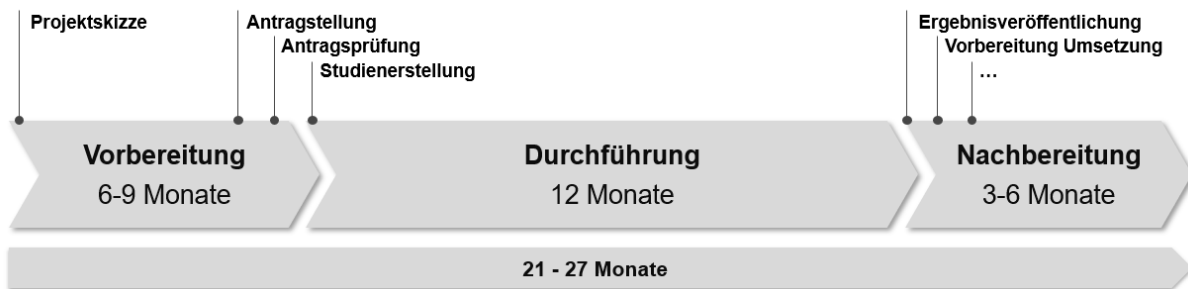 Projektskizze
Antragstellung
Antragsprüfung
Studienerstellung
Ergebnisveröffentlichung
Vorbereitung Umsetzung
...
Vorbereitung
6-9 Monate
Durchführung
12 Monate
Nachbereitung
3-6 Monate
21 - 27 Monate